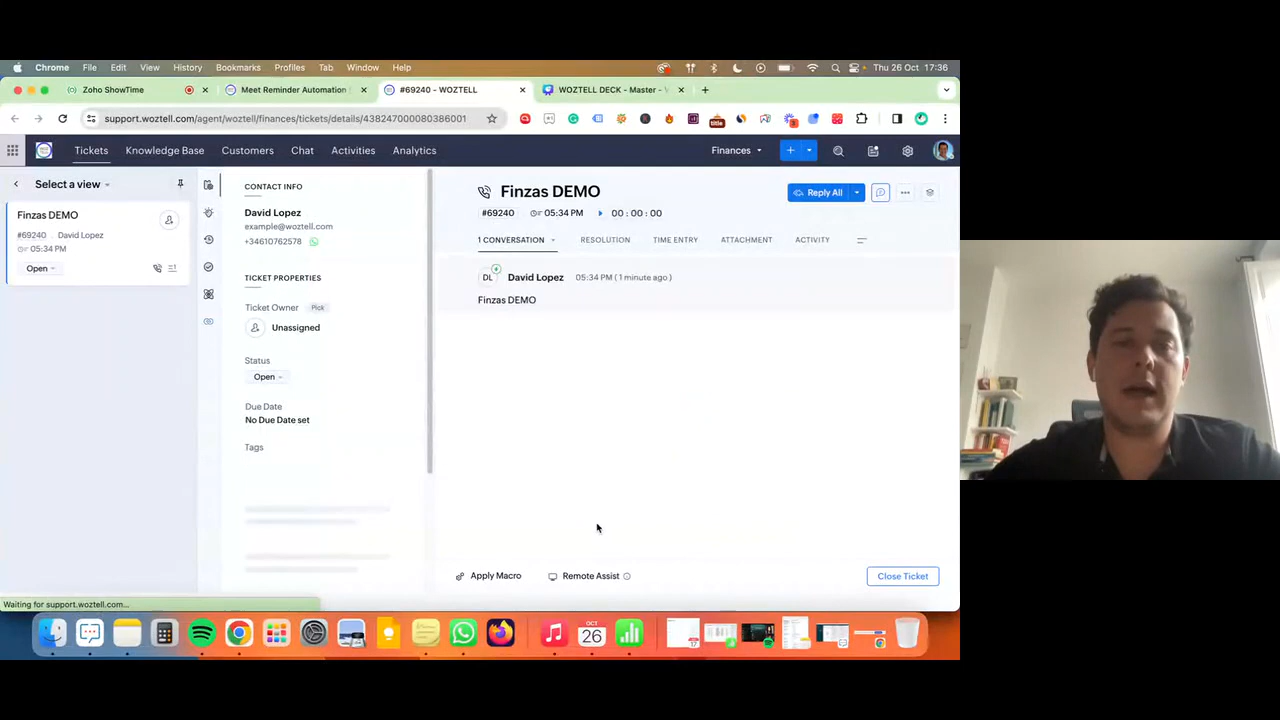 Chrome File Edit View History Bookmarks Profiles Tab Window Help Thu 26 Oct 17:36
Zoho ShowTime Meet Reminder Automation #69240 - WOZTELL WOZTELL DECK - Master -
support.woztell.com/agent/woztell/finances/tickets/details/438247000080386001
Tickets Knowledge Base Customers Chat Activities Analytics Finances
Select a view
Finzas DEMO
#69240 David Lopez
05:34 PM
Open
CONTACT INFO
David Lopez
example@woztell.com
+34610762578
TICKET PROPERTIES
Ticket Owner Pick
Unassigned
Status
Open
Due Date
No Due Date set
Tags
Finzas DEMO
Reply All
#69240 05:34 PM 00 : 00 : 00
1 CONVERSATION RESOLUTION TIME ENTRY ATTACHMENT ACTIVITY
DL David Lopez 05:34 PM ( 1 minute ago )
Finzas DEMO
Apply Macro Remote Assist Close Ticket
Waiting for support.woztell.com...
OCT
26